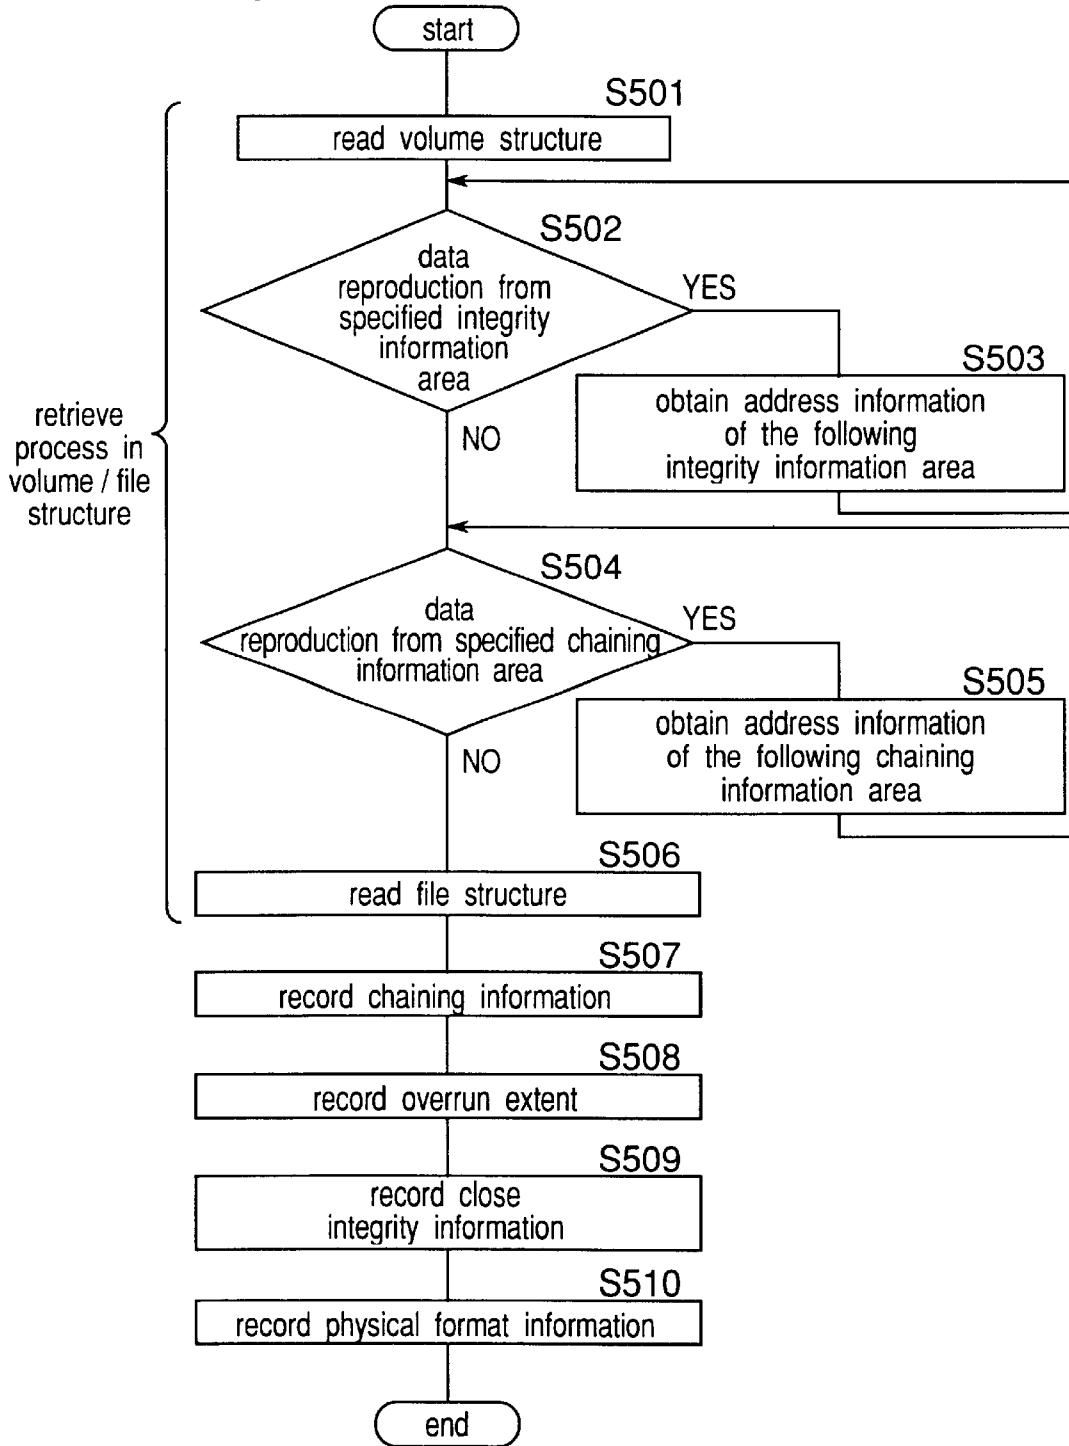 start
S501
read volume structure
S502
data
reproduction from
specified integrity
information
area
YES
NO
S503
obtain address information
of the following
integrity information area
retrieve
process in
volume / file
structure
S504
data
reproduction from specified chaining
information area
YES
NO
S505
obtain address information
of the following chaining
information area
S506
read file structure
S507
record chaining information
S508
record overrun extent
S509
record close
integrity information
S510
record physical format information
end